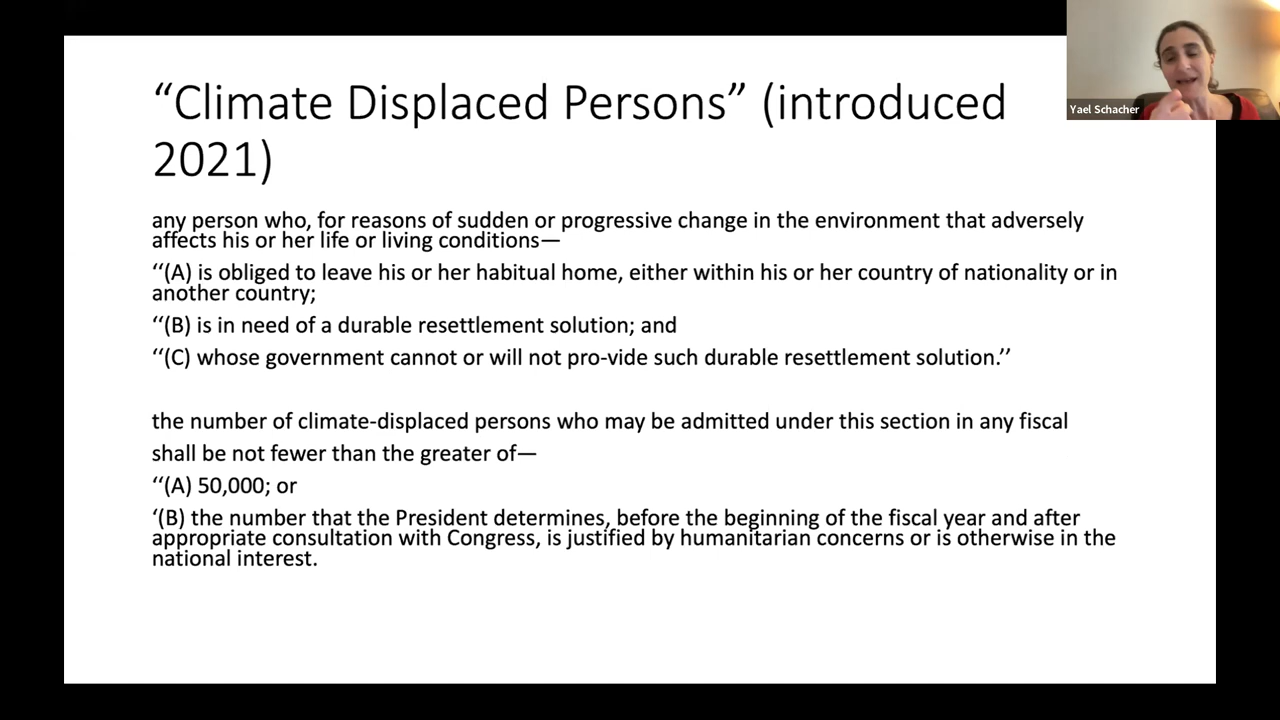 “Climate Displaced Persons” (introduced
2021)
Yael Schacher
any person who, for reasons of sudden or progressive change in the environment that adversely
affects his or her life or living conditions—
‘‘(A) is obliged to leave his or her habitual home, either within his or her country of nationality or in
another country;
‘‘(B) is in need of a durable resettlement solution; and
‘‘(C) whose government cannot or will not pro-vide such durable resettlement solution.’’
the number of climate-displaced persons who may be admitted under this section in any fiscal
shall be not fewer than the greater of—
‘‘(A) 50,000; or
‘(B) the number that the President determines, before the beginning of the fiscal year and after
appropriate consultation with Congress, is justified by humanitarian concerns or is otherwise in the
national interest.